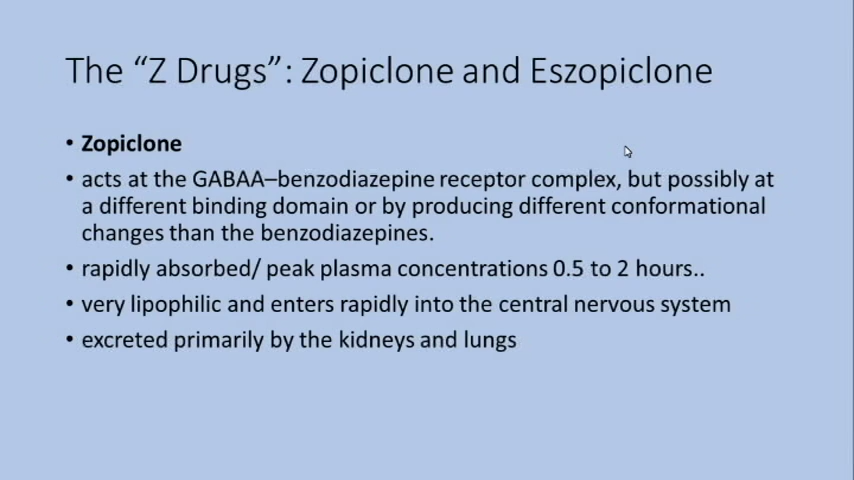 The “Z Drugs”: Zopiclone and Eszopiclone
• Zopiclone
• acts at the GABAA–benzodiazepine receptor complex, but possibly at
a different binding domain or by producing different conformational
changes than the benzodiazepines.
• rapidly absorbed/ peak plasma concentrations 0.5 to 2 hours..
• very lipophilic and enters rapidly into the central nervous system
• excreted primarily by the kidneys and lungs